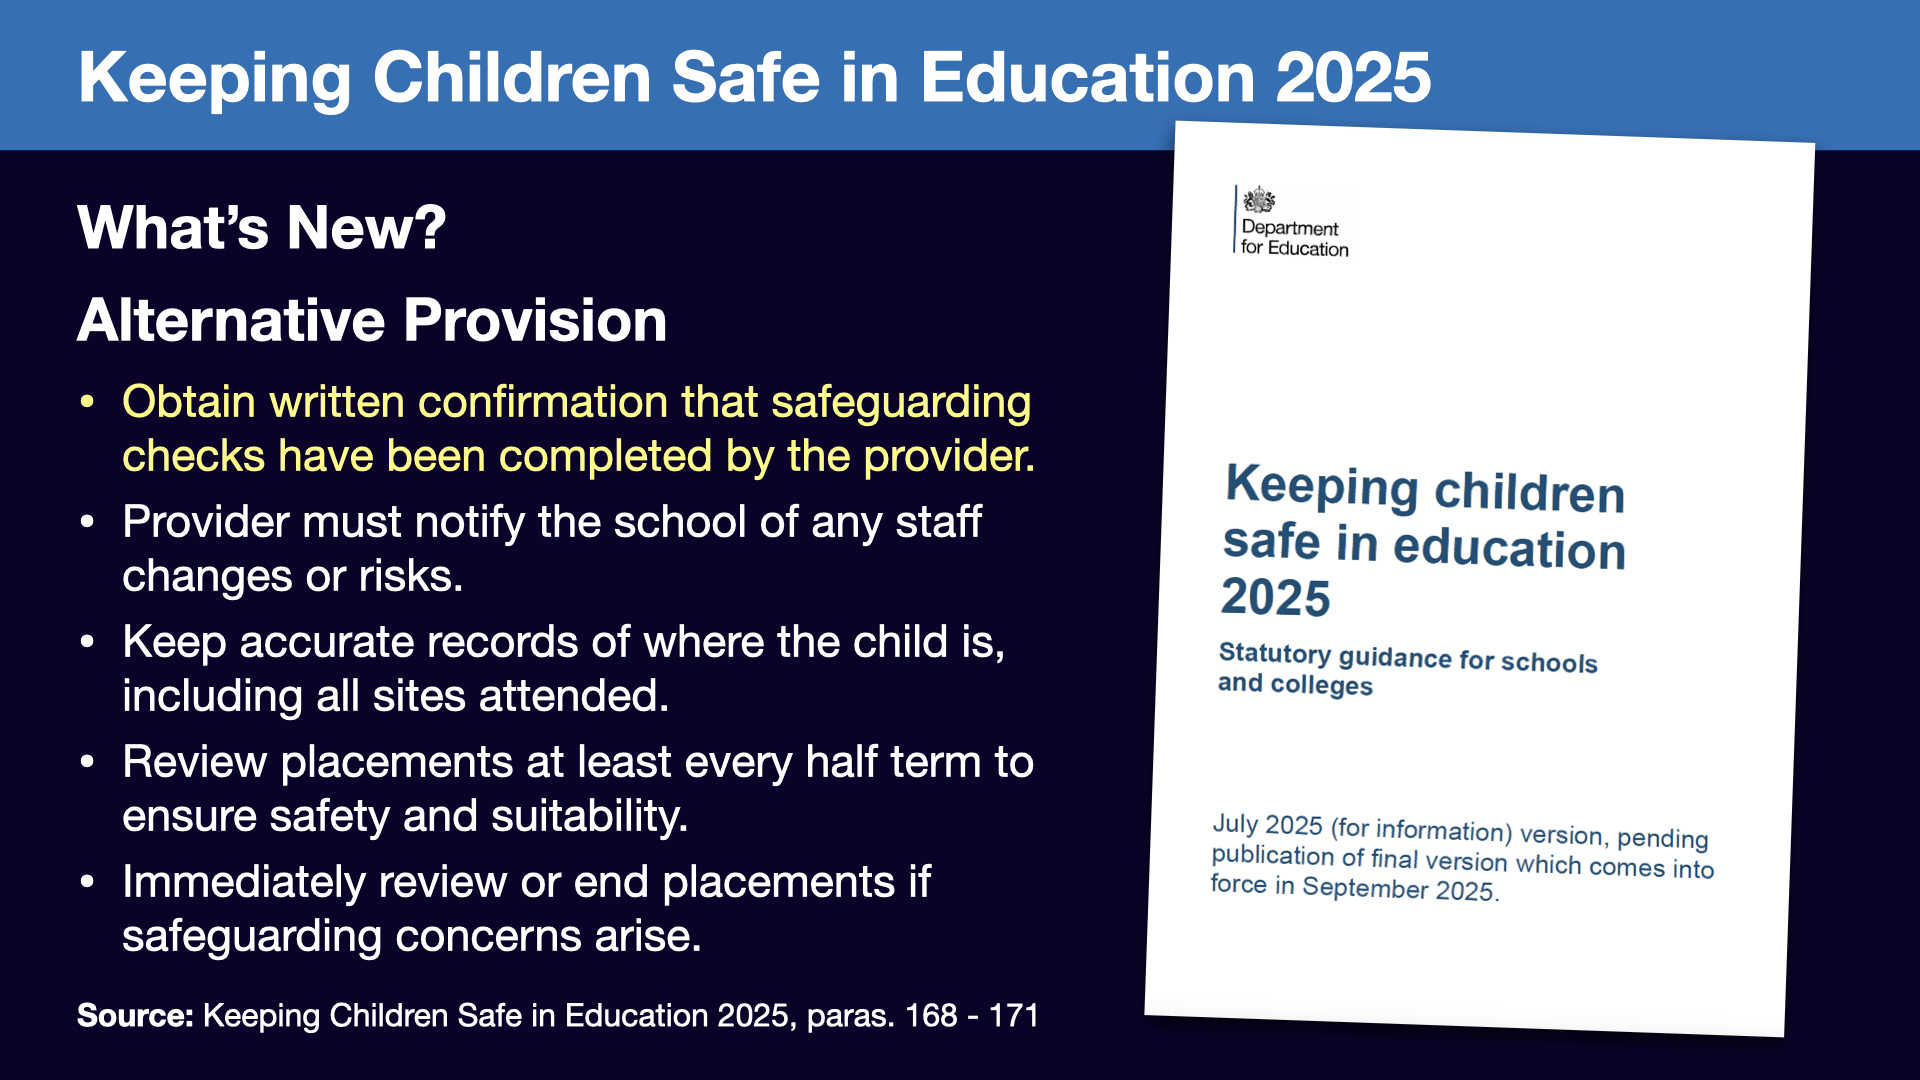 Keeping Children Safe in Education 2025
What’s New?
Alternative Provision
• Obtain written confirmation that safeguarding
checks have been completed by the provider.
• Provider must notify the school of any staff
changes or risks.
• Keep accurate records of where the child is,
including all sites attended.
• Review placements at least every half term to
ensure safety and suitability.
• Immediately review or end placements if
safeguarding concerns arise.
Source: Keeping Children Safe in Education 2025, paras. 168 - 171
Department
for Education
Keeping children
safe in education
2025
Statutory guidance for schools
and colleges
July 2025 (for information) version, pending
publication of final version which comes into
force in September 2025.